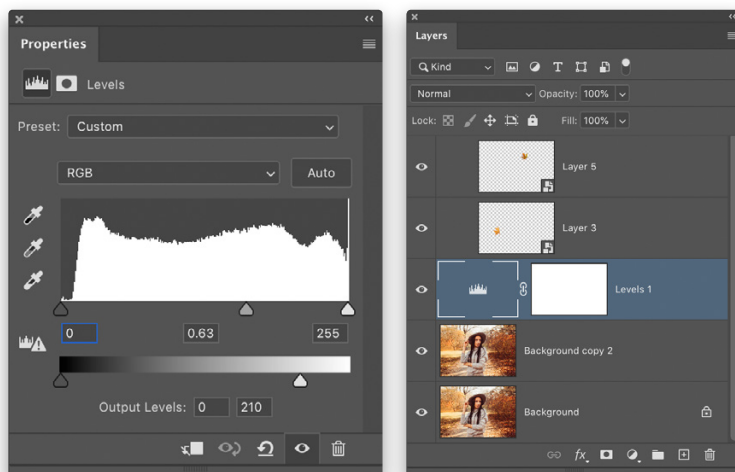 Properties
Levels
Preset: Custom
RGB
Auto
0
0.63
255
Output Levels: 0 210
Layers
Kind
T
Normal
Opacity: 100%
Lock:
Fill: 100%
Layer 5
Layer 3
Levels 1
Background copy 2
Background
fx